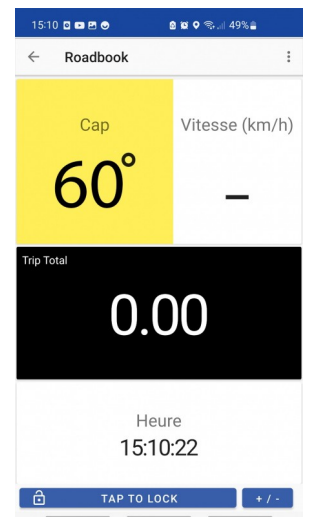 15:10 49%
Roadbook
Cap Vitesse (km/h)
60° –
Trip Total
0.00
Heure
15:10:22
TAP TO LOCK + / -